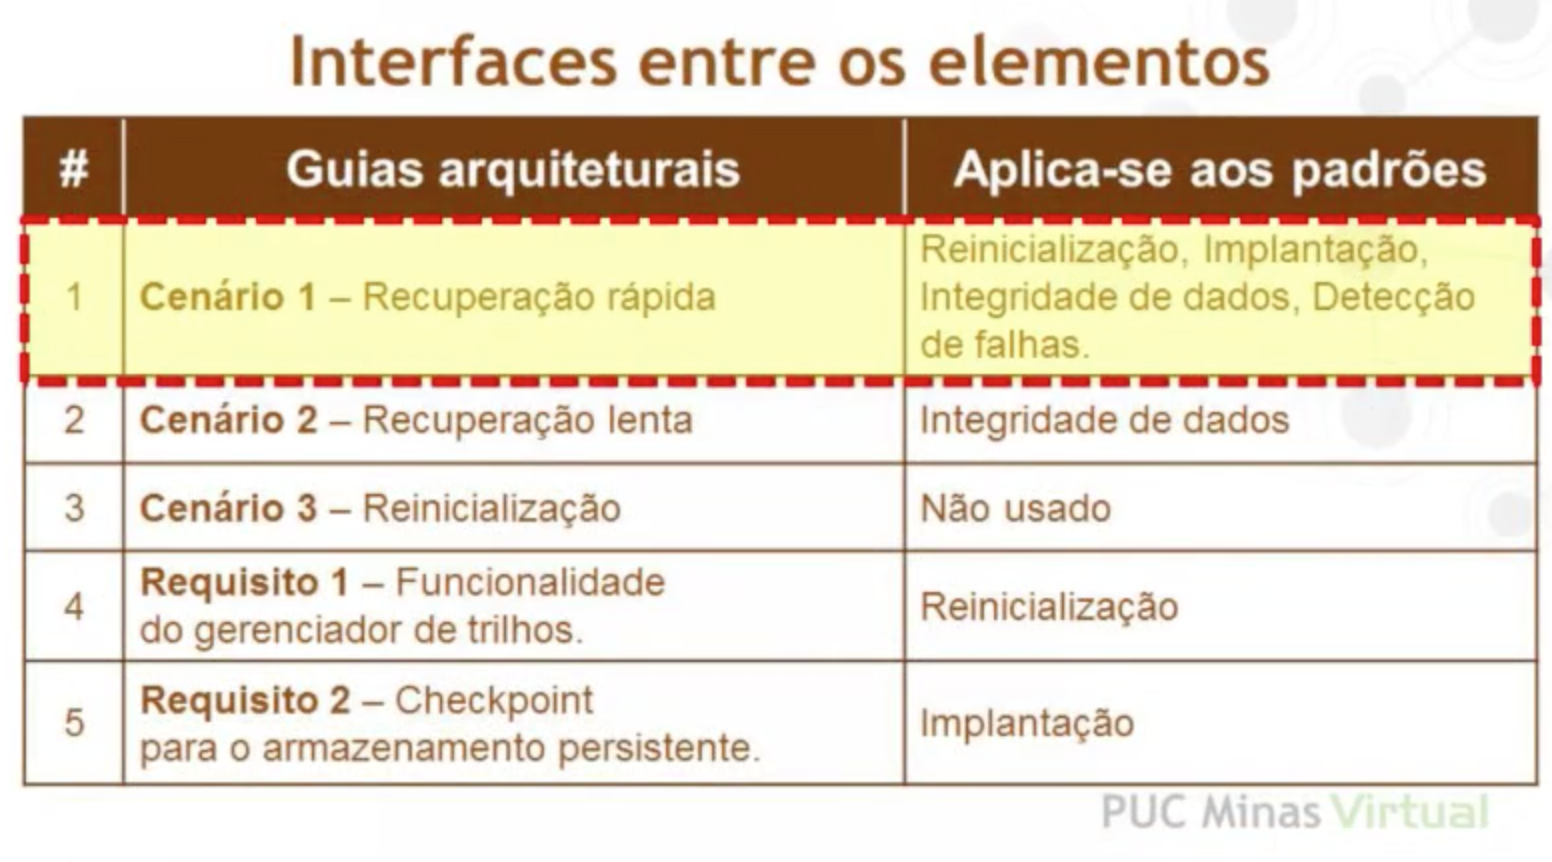 Interfaces entre os elementos
# Guias arquiteturais Aplica-se aos padrões
1 Cenário 1 – Recuperação rápida
Reinicialização, Implantação,
Integridade de dados, Detecção
de falhas.
2 Cenário 2 – Recuperação lenta Integridade de dados
3 Cenário 3 – Reinicialização Não usado
4 Requisito 1 – Funcionalidade
do gerenciador de trilhos.
Reinicialização
5 Requisito 2 – Checkpoint
para o armazenamento persistente.
Implantação
PUC Minas Virtual